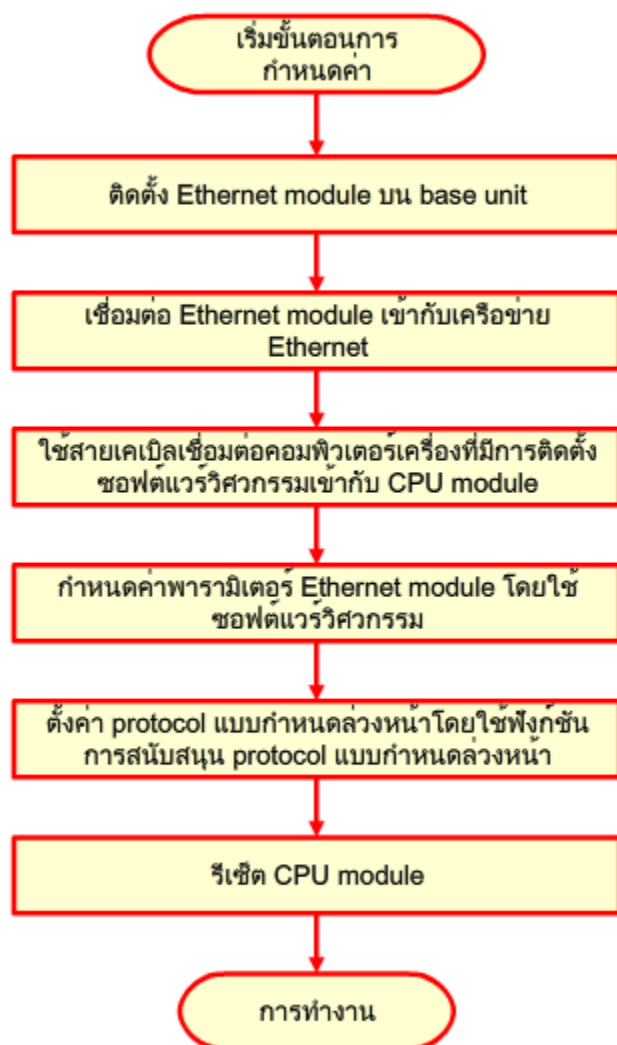 เริ่มขั้นตอนการ
กำหนดค่า
ติดตั้ง Ethernet module บน base unit
เชื่อมต่อ Ethernet module เข้ากับเครือข่าย
Ethernet
ใช้สายเคเบิลเชื่อมต่อคอมพิวเตอร์เครื่องที่มีการติดตั้ง
ซอฟต์แวร์วิศวกรรมเข้ากับ CPU module
กำหนดค่าพารามิเตอร์ Ethernet module โดยใช้
ซอฟต์แวร์วิศวกรรม
ตั้งค่า protocol แบบกำหนดล่วงหน้าโดยใช้ฟังก์ชัน
การสนับสนุน protocol แบบกำหนดล่วงหน้า
รีเซ็ต CPU module
การทำงาน